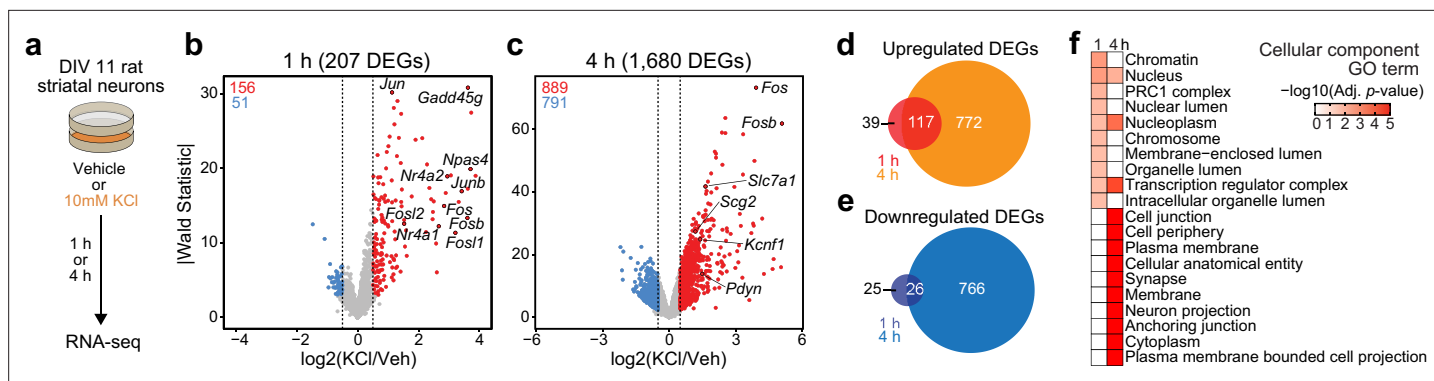 a
DIV 11 rat
striatal neurons
Vehicle
or
10mM KCl
1 h
or
4 h
RNA-seq
b
1 h (207 DEGs)
156
51
Jun
Gadd45g
Npas4
Nr4a2
Junb
Fosl2
Fos
Fosb
Nr4a1
Fosl1
|Wald Statistic|
30
20
10
0
−4 −2 0 2 4
log2(KCl/Veh)
c
4 h (1,680 DEGs)
889
791
Fos
Fosb
Slc7a1
Scg2
Kcnf1
Pdyn
60
40
20
0
−6 −3 0 3 6
log2(KCl/Veh)
d
Upregulated DEGs
39 117 772
1 h
4 h
e
Downregulated DEGs
25 26 766
1 h
4 h
f
1 4 h
Chromatin
Nucleus
PRC1 complex
Nuclear lumen
Nucleoplasm
Chromosome
Membrane−enclosed lumen
Organelle lumen
Transcription regulator complex
Intracellular organelle lumen
Cell junction
Cell periphery
Plasma membrane
Cellular anatomical entity
Synapse
Membrane
Neuron projection
Anchoring junction
Cytoplasm
Plasma membrane bounded cell projection
Cellular component
GO term
−log10(Adj. p-value)
0 1 2 3 4 5